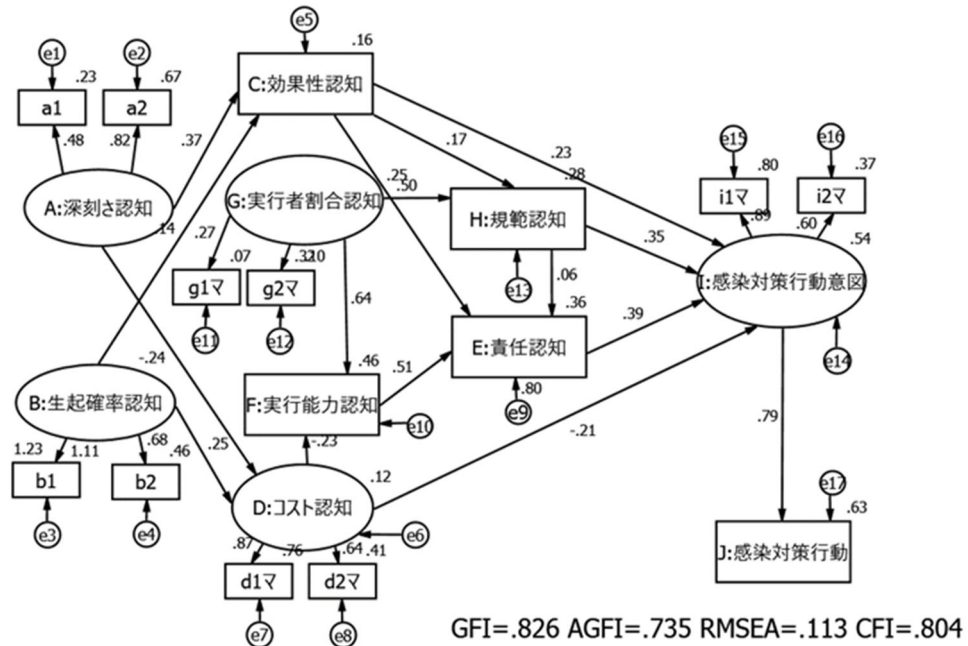 e5
.16
e1
e2
.23
.67
C:効果性認知
a1
a2
.48
.82
.37
.17
.23
e15
e16
.80
.37
A:深刻さ認知
G:実行者割合認知
.25
.50
.28
i1マ
i2マ
.89
.60
.54
.14
H:規範認知
.35
.27
.07
.10
g1マ
g2マ
e13
.06
I:感染対策行動意図
.64
.36
e11
e12
E:責任認知
.39
-.24
.46
.51
e14
B:生起確率認知
F:実行能力認知
.80
e9
e10
1.23
1.11
.68
.46
.25
-.23
-.21
.79
b1
b2
.12
D:コスト認知
e17
.63
e3
e4
e6
.87
.76
.64
.41
J:感染対策行動
d1マ
d2マ
e7
e8
GFI=.826 AGFI=.735 RMSEA=.113 CFI=.804